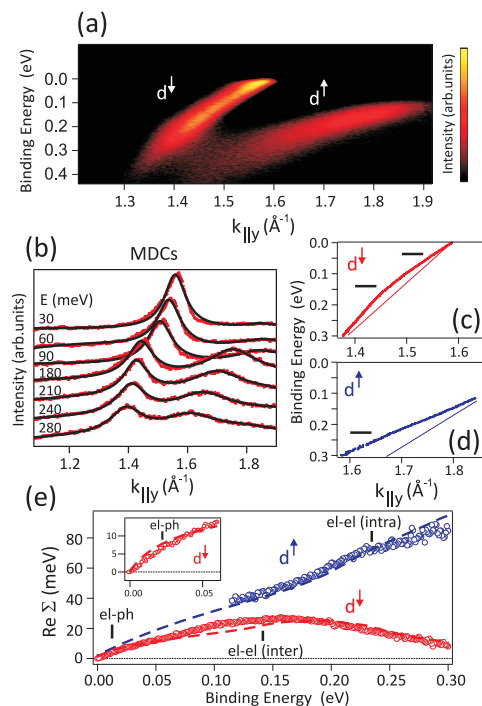 (a)
Binding Energy (eV)
0.0
0.2
0.4
d↓
d↑
1.3 1.4 1.5 1.6 1.7 1.8 1.9
k||y (Å-1)
Intensity (arb.units)
(b)
MDCs
Intensity (arb.units)
E (meV)
30
60
90
180
210
240
280
1.2 1.4 1.6 1.8
k||y (Å-1)
d↓
(c)
0.0
0.1
0.2
0.3
1.4 1.5 1.6
Binding Energy (eV)
d↑
(d)
0.0
0.1
0.2
0.3
1.6 1.7 1.8
k||y (Å-1)
(e)
Re Σ (meV)
80
60
40
20
0
10
5
0
el-ph
d↓
0.00 0.05
d↑
el-el (intra)
el-ph
d↓
el-el (inter)
0.00 0.05 0.10 0.15 0.20 0.25 0.30
Binding Energy (eV)